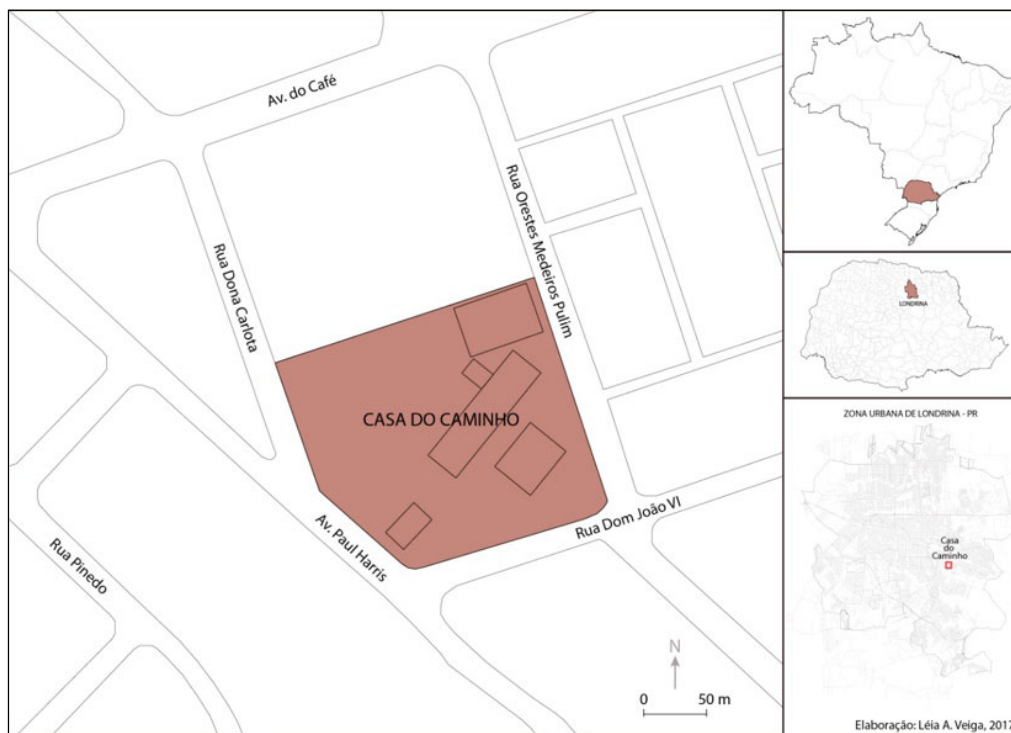 Av. do Café
Rua Orestes Medeiros Pulim
Rua Dona Carlota
CASA DO CAMINHO
Rua Dom João VI
Av. Paul Harris
Rua Pinedo
N
0 50 m
LONDRINA
ZONA URBANA DE LONDRINA - PR
Casa
do
Caminho
Elaboração: Léia A. Veiga, 2017